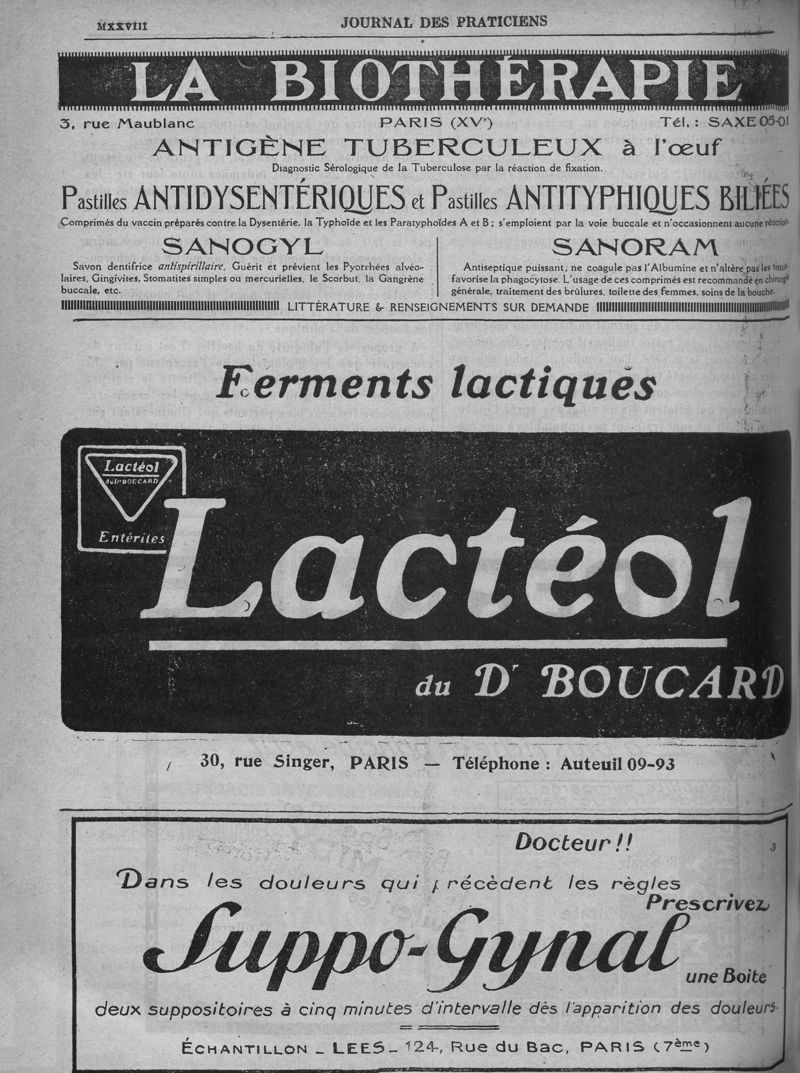 MXXVIII
JOURNAL DES PRATICIENS
LA BIOTHÉRAPIE
3, rue Maublanc PARIS (XVe) Tél. : SAXE 05-01
ANTIGÈNE TUBERCULEUX à l'œuf
Diagnostic Sérologique de la Tuberculose par la réaction de fixation.
Pastilles ANTIDYSENTÉRIQUES et Pastilles ANTITYPHIQUES BILIÉES
Comprimés du vaccin préparés contre la Dysentérie, la Typhoïde et les Paratyphoïdes A et B ; s'emploient par la voie buccale et n'occasionnent aucune réaction
SANOGYL
Savon dentifrice antispirillaire, Guérit et prévient les Pyorrhées alvéo-
laires, Gingivites, Stomatites simples ou mercurielles, le Scorbut, la Gangrène
buccale, etc.
SANORAM
Antiseptique puissant; ne coagule pas l'Albumine et n'altère pas les tissus-
favorise la phagocytose. L'usage de ces comprimés est recommandé en chirurgie
générale, traitement des brûlures, toilette des femmes, soins de la bouche.
LITTÉRATURE & RENSEIGNEMENTS SUR DEMANDE
Ferments lactiques
Lactéol
du Dr BOUCARD
Entérites
Lactéol
du Dr BOUCARD
30, rue Singer, PARIS — Téléphone : Auteuil 09-93
Docteur !!
Dans les douleurs qui précèdent les règles
Prescrivez
Suppo-Gynal
une Boite
deux suppositoires à cinq minutes d'intervalle dès l'apparition des douleurs.
ÉCHANTILLON _ LEES _ 124, Rue du Bac, PARIS (7ème)